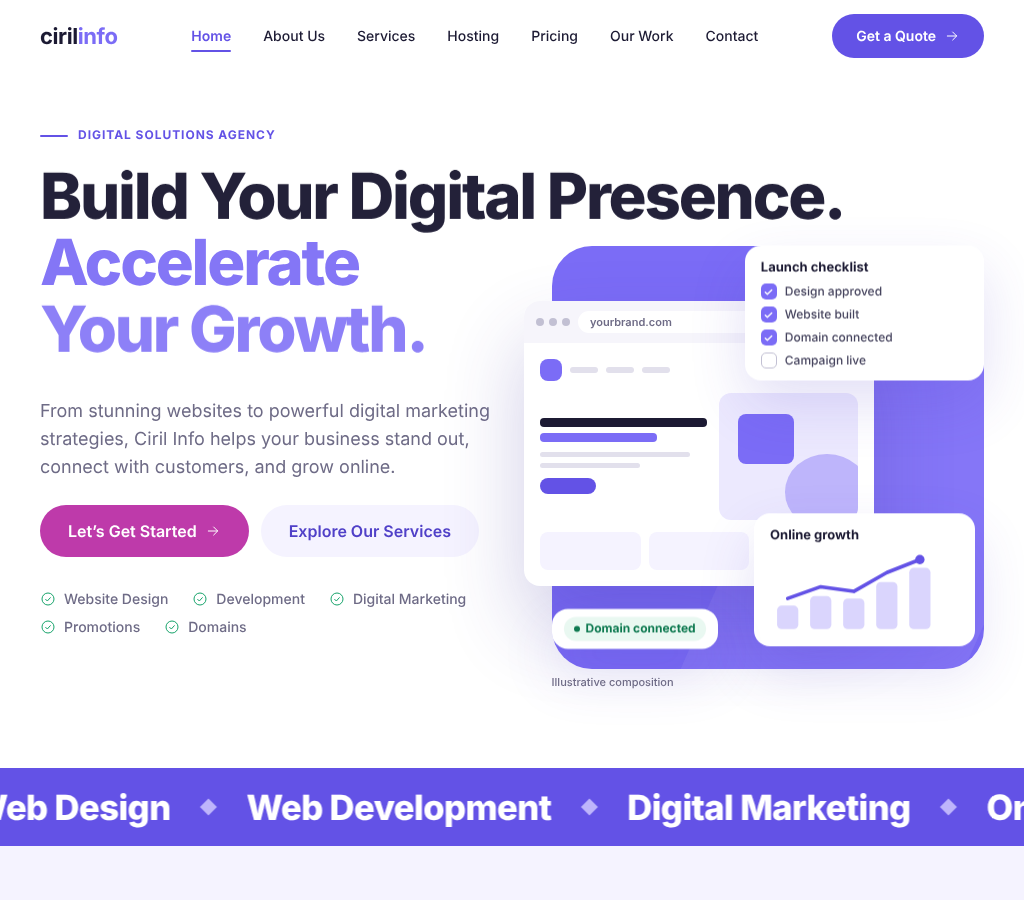 cirilinfo
Home About Us Services Hosting Pricing Our Work Contact Get a Quote
DIGITAL SOLUTIONS AGENCY
Build Your Digital Presence.
Accelerate
Your Growth.
From stunning websites to powerful digital marketing
strategies, Ciril Info helps your business stand out,
connect with customers, and grow online.
Let’s Get Started Explore Our Services
Website Design Development Digital Marketing
Promotions Domains
Launch checklist
Design approved
Website built
Domain connected
Campaign live
yourbrand.com
Online growth
Domain connected
Illustrative composition
Web Design Web Development Digital Marketing